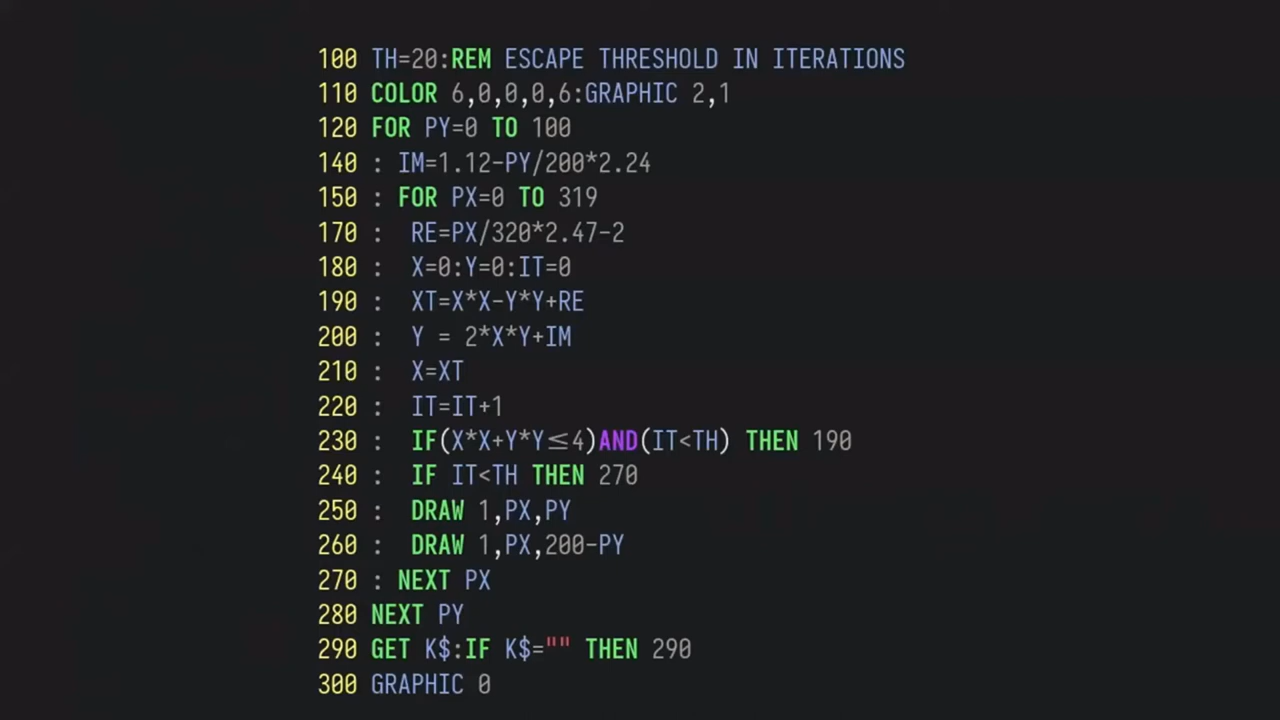 100 TH=20:REM ESCAPE THRESHOLD IN ITERATIONS
110 COLOR 6,0,0,0,6:GRAPHIC 2,1
120 FOR PY=0 TO 100
140 : IM=1.12-PY/200*2.24
150 : FOR PX=0 TO 319
170 :  RE=PX/320*2.47-2
180 :  X=0:Y=0:IT=0
190 :  XT=X*X-Y*Y+RE
200 :  Y = 2*X*Y+IM
210 :  X=XT
220 :  IT=IT+1
230 :  IF(X*X+Y*Y≤4)AND(IT<TH) THEN 190
240 :  IF IT<TH THEN 270
250 :  DRAW 1,PX,PY
260 :  DRAW 1,PX,200-PY
270 : NEXT PX
280 NEXT PY
290 GET K$:IF K$="" THEN 290
300 GRAPHIC 0